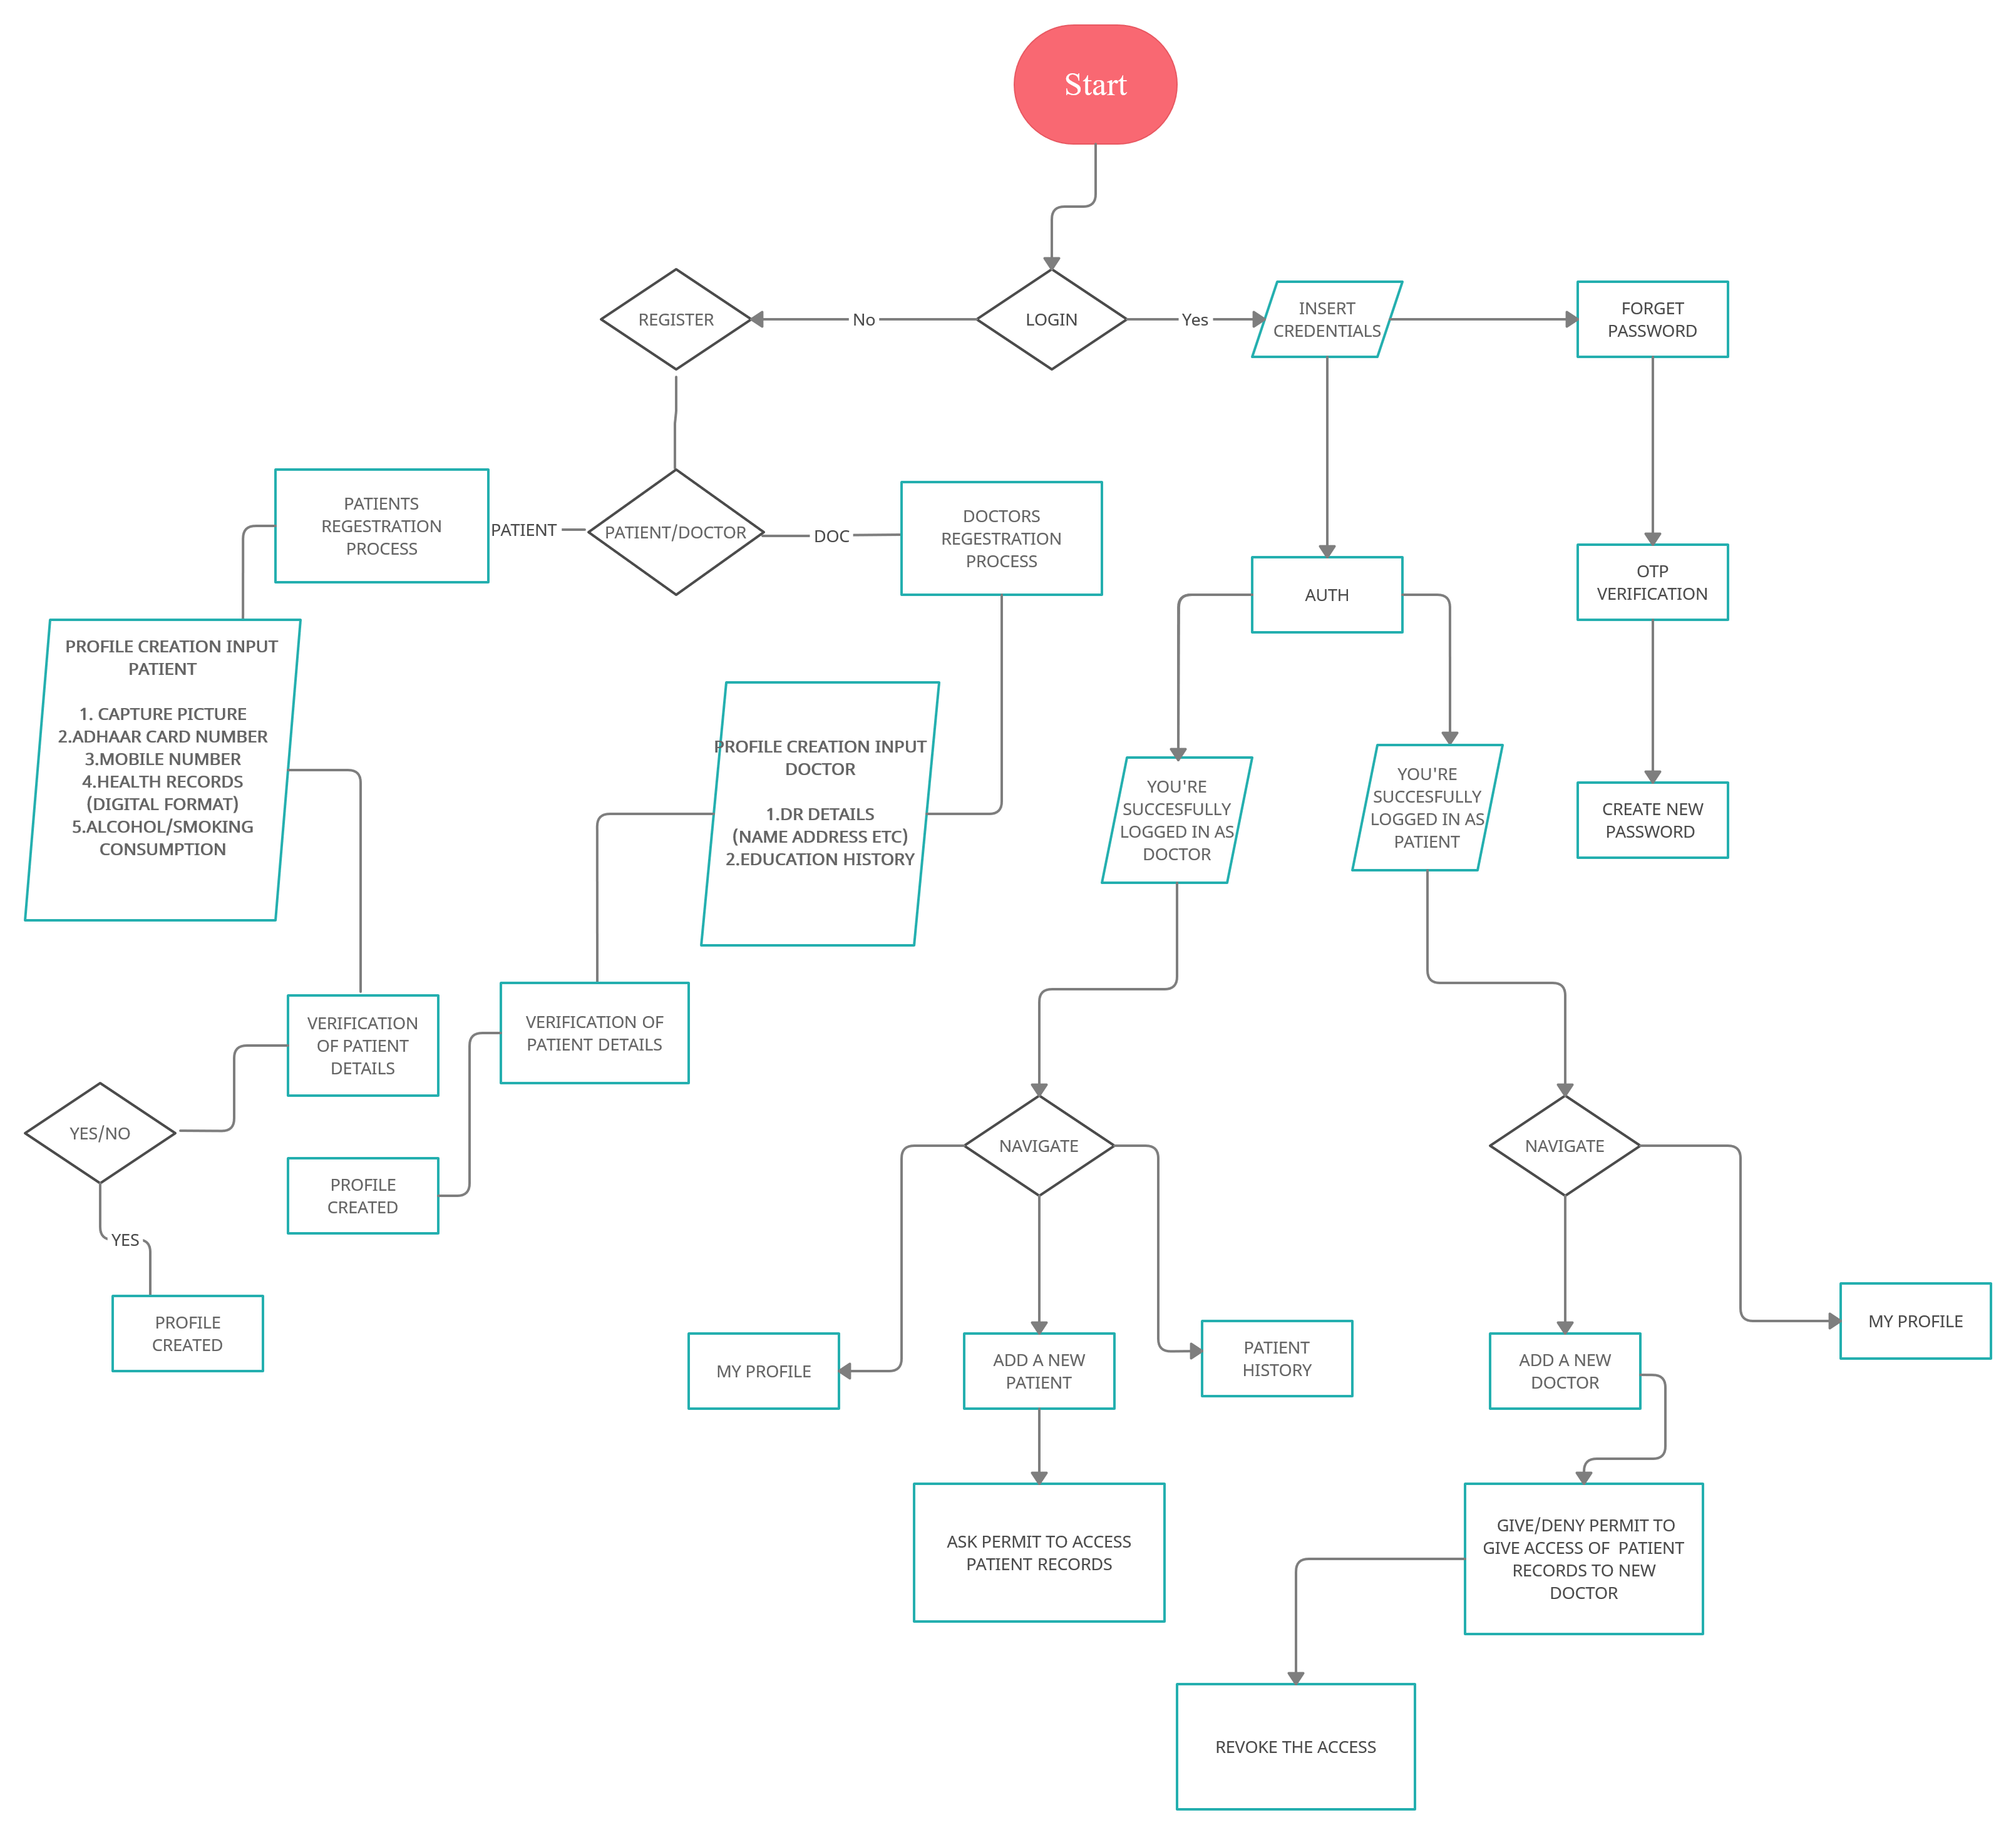 Start
REGISTER
No
LOGIN
Yes
INSERT
CREDENTIALS
FORGET
PASSWORD
PATIENTS
REGESTRATION
PROCESS
PATIENT
PATIENT/DOCTOR
DOC
DOCTORS
REGESTRATION
PROCESS
AUTH
OTP
VERIFICATION
PROFILE CREATION INPUT
PATIENT
1. CAPTURE PICTURE
2.ADHAAR CARD NUMBER
3.MOBILE NUMBER
4.HEALTH RECORDS
(DIGITAL FORMAT)
5.ALCOHOL/SMOKING
CONSUMPTION
PROFILE CREATION INPUT
DOCTOR
1.DR DETAILS
(NAME ADDRESS ETC)
2.EDUCATION HISTORY
YOU'RE
SUCCESFULLY
LOGGED IN AS
DOCTOR
YOU'RE
SUCCESFULLY
LOGGED IN AS
PATIENT
CREATE NEW
PASSWORD
VERIFICATION
OF PATIENT
DETAILS
VERIFICATION OF
PATIENT DETAILS
YES/NO
PROFILE
CREATED
NAVIGATE
NAVIGATE
YES
PROFILE
CREATED
MY PROFILE
ADD A NEW
PATIENT
PATIENT
HISTORY
ADD A NEW
DOCTOR
MY PROFILE
ASK PERMIT TO ACCESS
PATIENT RECORDS
GIVE/DENY PERMIT TO
GIVE ACCESS OF PATIENT
RECORDS TO NEW
DOCTOR
REVOKE THE ACCESS